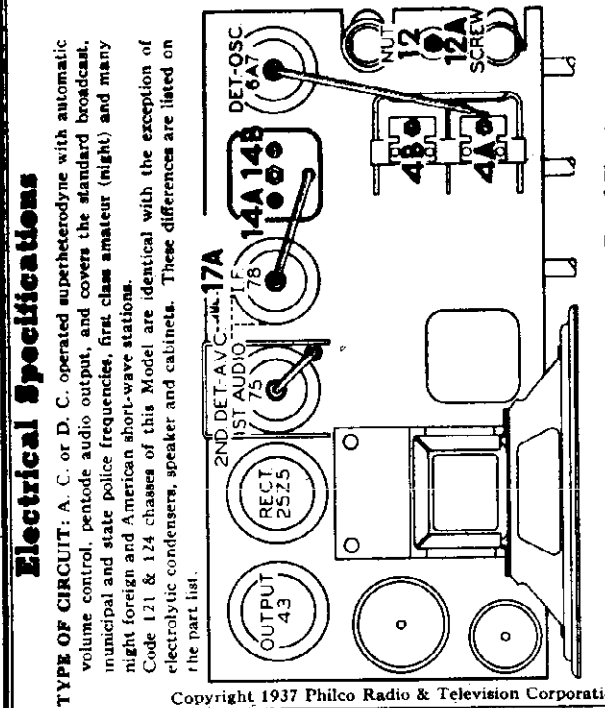 Electrical Specifications
TYPE OF CIRCUIT: A. C. or D. C. operated superheterodyne with automatic
volume control, pentode audio output, and covers the standard broadcast,
municipal and state police frequencies, first class amateur (night) and many
night foreign and American short-wave stations.
Code 121 & 124 chasses of this Model are identical with the exception of
electrolytic condensers, speaker and cabinets. These differences are listed on
the part list.
OUTPUT
43
RECT.
25Z5
2ND DET-AVC
1ST AUDIO
75
17A
I.F.
78
14A 14B
DET-OSC.
6A7
NUT
12
12A
SCREW
4B
4A
Copyright 1937 Philco Radio & Television